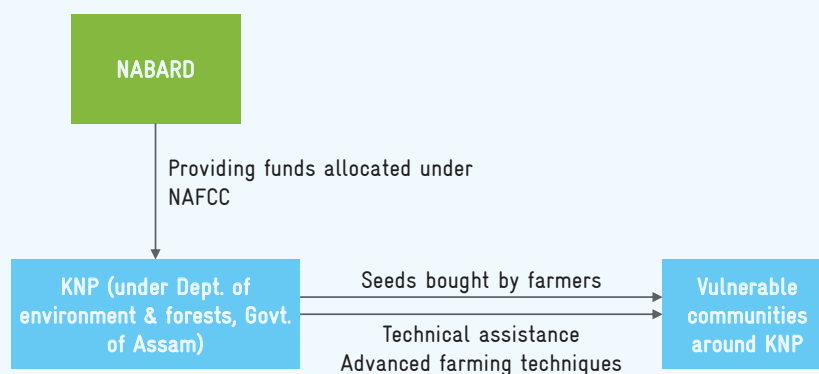 NABARD
Providing funds allocated under
NAFCC
KNP (under Dept. of
environment & forests, Govt.
of Assam)
Seeds bought by farmers
Technical assistance
Advanced farming techniques
Vulnerable
communities
around KNP